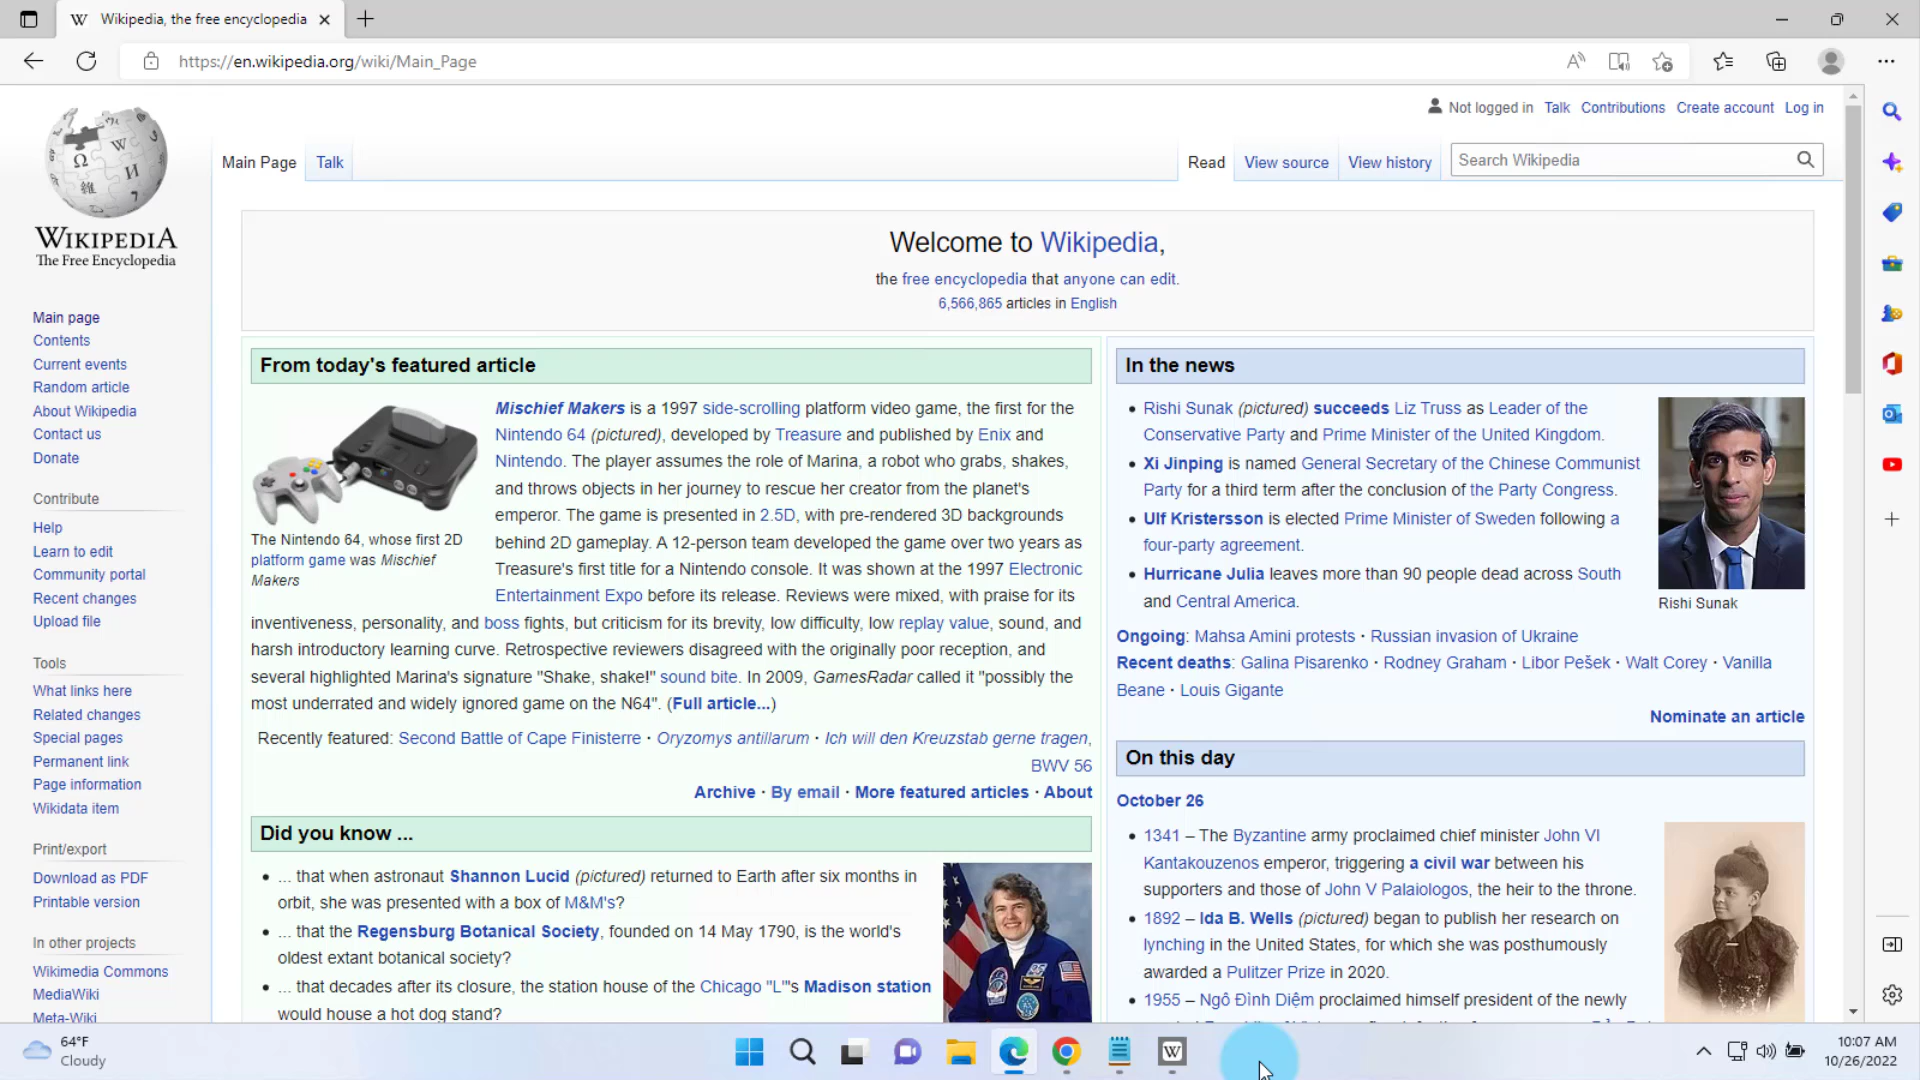 Wikipedia, the free encyclopedia
https://en.wikipedia.org/wiki/Main_Page
Not logged in Talk Contributions Create account Log in
Main Page Talk Read View source View history Search Wikipedia
WIKIPEDIA
The Free Encyclopedia
Main page
Contents
Current events
Random article
About Wikipedia
Contact us
Donate
Contribute
Help
Learn to edit
Community portal
Recent changes
Upload file
Tools
What links here
Related changes
Special pages
Permanent link
Page information
Wikidata item
Print/export
Download as PDF
Printable version
In other projects
Wikimedia Commons
MediaWiki
Meta-Wiki
Welcome to Wikipedia,
the free encyclopedia that anyone can edit.
6,566,865 articles in English
From today's featured article
The Nintendo 64, whose first 2D
platform game was Mischief
Makers
Mischief Makers is a 1997 side-scrolling platform video game, the first for the
Nintendo 64 (pictured), developed by Treasure and published by Enix and
Nintendo. The player assumes the role of Marina, a robot who grabs, shakes,
and throws objects in her journey to rescue her creator from the planet's
emperor. The game is presented in 2.5D, with pre-rendered 3D backgrounds
behind 2D gameplay. A 12-person team developed the game over two years as
Treasure's first title for a Nintendo console. It was shown at the 1997 Electronic
Entertainment Expo before its release. Reviews were mixed, with praise for its
inventiveness, personality, and boss fights, but criticism for its brevity, low difficulty, low replay value, sound, and
harsh introductory learning curve. Retrospective reviewers disagreed with the originally poor reception, and
several highlighted Marina's signature "Shake, shake!" sound bite. In 2009, GamesRadar called it "possibly the
most underrated and widely ignored game on the N64". (Full article...)
Recently featured: Second Battle of Cape Finisterre · Oryzomys antillarum · Ich will den Kreuzstab gerne tragen,
BWV 56
Archive · By email · More featured articles · About
Did you know ...
... that when astronaut Shannon Lucid (pictured) returned to Earth after six months in
orbit, she was presented with a box of M&M's?
... that the Regensburg Botanical Society, founded on 14 May 1790, is the world's
oldest extant botanical society?
... that decades after its closure, the station house of the Chicago "L"'s Madison station
would house a hot dog stand?
In the news
Rishi Sunak (pictured) succeeds Liz Truss as Leader of the
Conservative Party and Prime Minister of the United Kingdom.
Xi Jinping is named General Secretary of the Chinese Communist
Party for a third term after the conclusion of the Party Congress.
Ulf Kristersson is elected Prime Minister of Sweden following a
four-party agreement.
Hurricane Julia leaves more than 90 people dead across South
and Central America.
Rishi Sunak
Ongoing: Mahsa Amini protests · Russian invasion of Ukraine
Recent deaths: Galina Pisarenko · Rodney Graham · Libor Pešek · Walt Corey · Vanilla
Beane · Louis Gigante
Nominate an article
On this day
October 26
1341 – The Byzantine army proclaimed chief minister John VI
Kantakouzenos emperor, triggering a civil war between his
supporters and those of John V Palaiologos, the heir to the throne.
1892 – Ida B. Wells (pictured) began to publish her research on
lynching in the United States, for which she was posthumously
awarded a Pulitzer Prize in 2020.
1955 – Ngô Đình Diệm proclaimed himself president of the newly
64°F
Cloudy
10:07 AM
10/26/2022